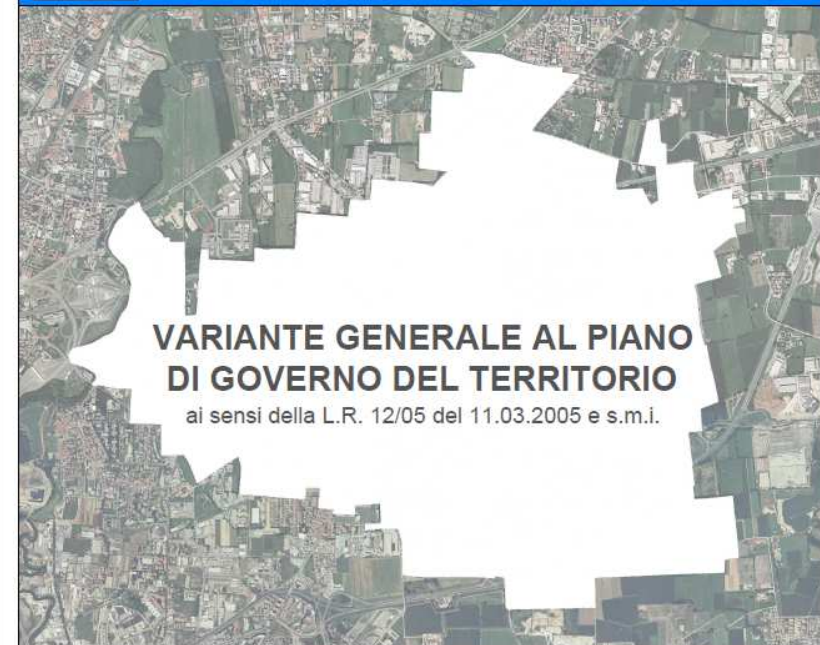 VARIANTE GENERALE AL PIANO
DI GOVERNO DEL TERRITORIO
ai sensi della L.R. 12/05 del 11.03.2005 e s.m.i.